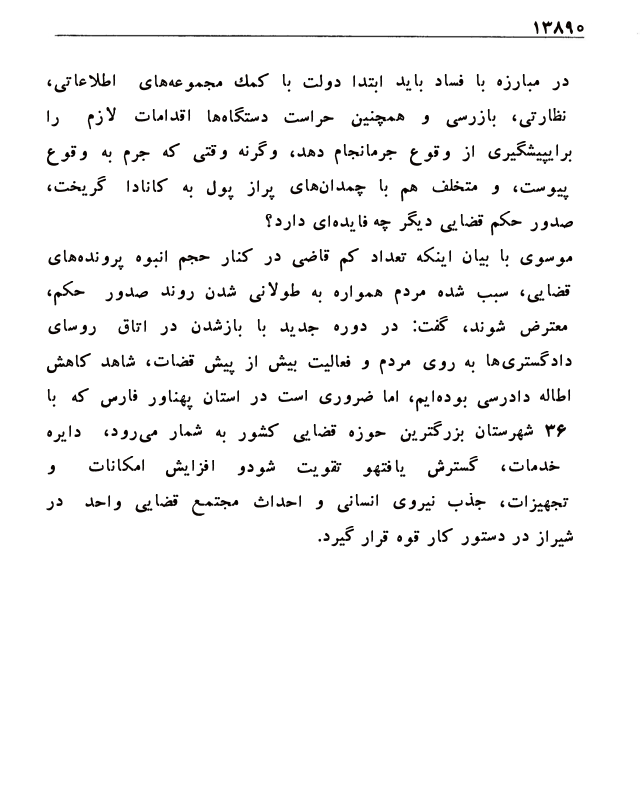 ۱۳۸۹۰
در مبارزه با فساد باید ابتدا دولت با کمك مجموعه‌های اطلاعاتی،
نظارتی، بازرسی و همچنین حراست دستگاه‌ها اقدامات لازم را
برایپیشگیری از وقوع جرمانجام دهد، وگرنه وقتی که جرم به وقوع
پیوست، و متخلف هم با چمدان‌های پراز پول به کانادا گریخت،
صدور حکم قضایی دیگر چه فایده‌ای دارد؟
موسوی با بیان اینکه تعداد کم قاضی در کنار حجم انبوه پرونده‌های
قضایی، سبب شده مردم همواره به طولانی شدن روند صدور حکم،
معترض شوند، گفت: در دوره جدید با بازشدن در اتاق روسای
دادگستری‌ها به روی مردم و فعالیت بیش از پیش قضات، شاهد کاهش
اطاله دادرسی بوده‌ایم، اما ضروری است در استان پهناور فارس که با
۳۶ شهرستان بزرگترین حوزه قضایی کشور به شمار می‌رود، دایره
خدمات، گسترش یافتهو تقویت شودو افزایش امکانات و
تجهیزات، جذب نیروی انسانی و احداث مجتمع قضایی واحد در
شیراز در دستور کار قوه قرار گیرد.